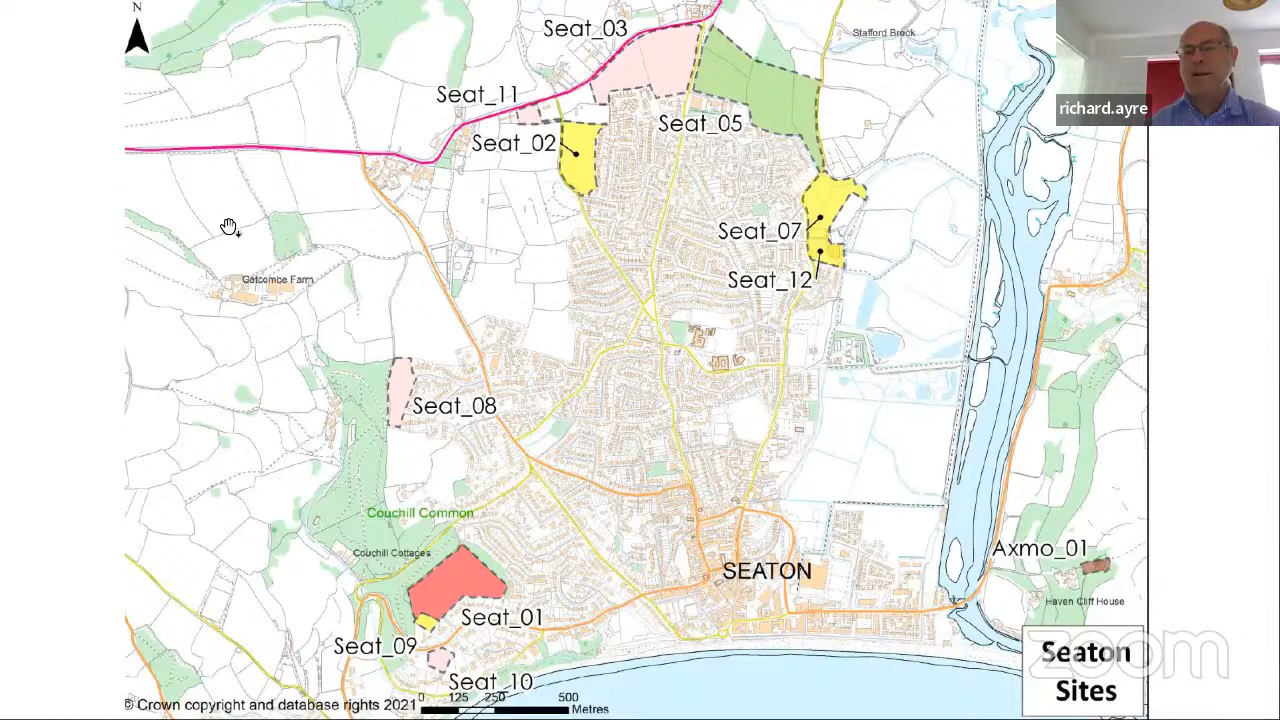 N
Seat_03
Stafford Brook
richard.ayre
Seat_11
Seat_05
Seat_02
Seat_07
Seat_12
Gatcombe Farm
Seat_08
Couchill Common
Couchill Cottages
Axmo_01
SEATON
Haven Cliff House
Seat_01
Seat_09
Seat_10
zoom
Seaton
Sites
0 125 250 500
Metres
© Crown copyright and database rights 2021